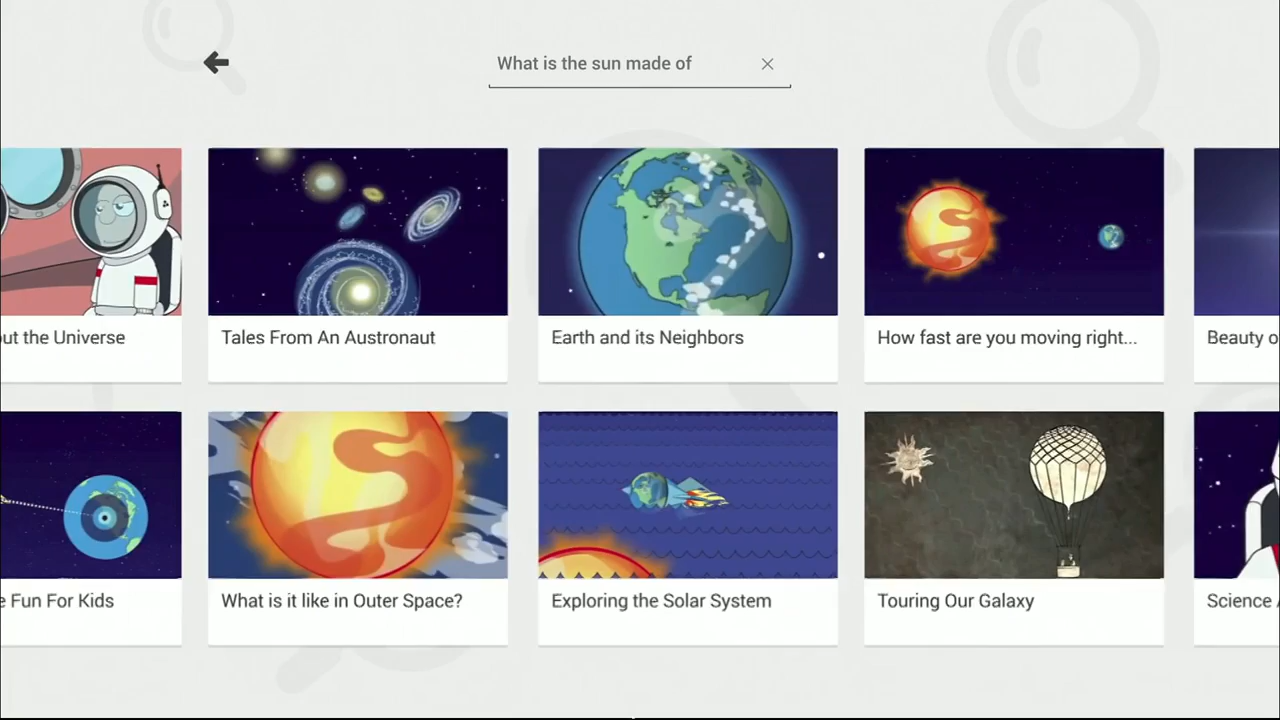 What is the sun made of
out the Universe
Tales From An Austronaut
Earth and its Neighbors
How fast are you moving right...
Beauty o
e Fun For Kids
What is it like in Outer Space?
Exploring the Solar System
Touring Our Galaxy
Science